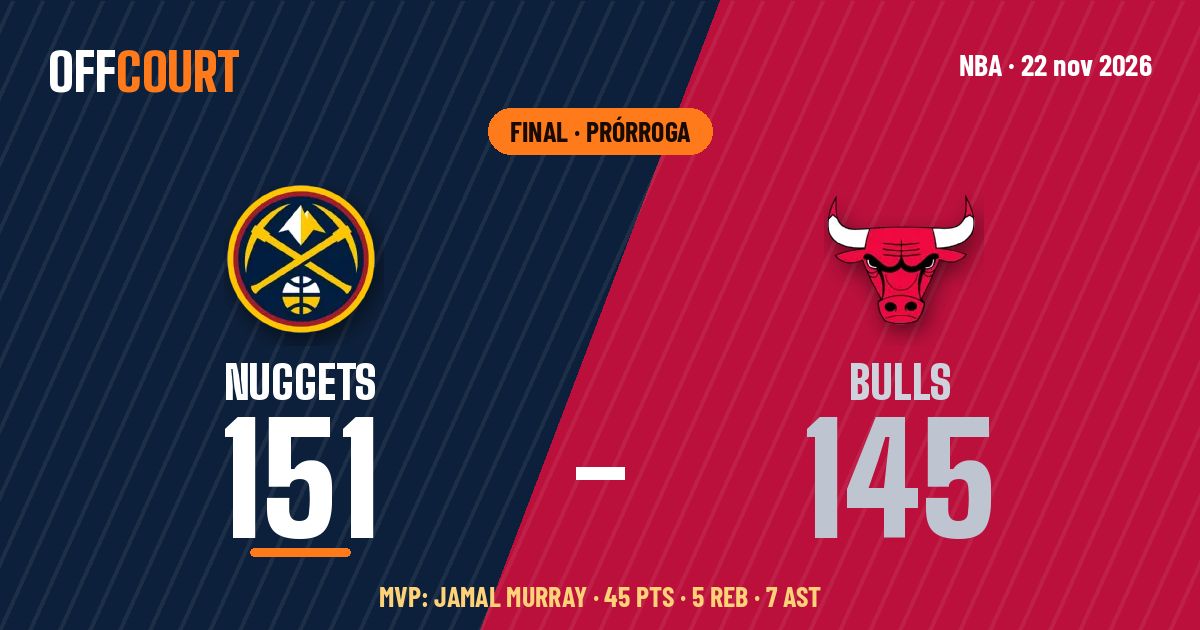 OFFCOURT
NBA · 22 nov 2026
FINAL · PRÓRROGA
NUGGETS
BULLS
151 – 145
MVP: JAMAL MURRAY · 45 PTS · 5 REB · 7 AST